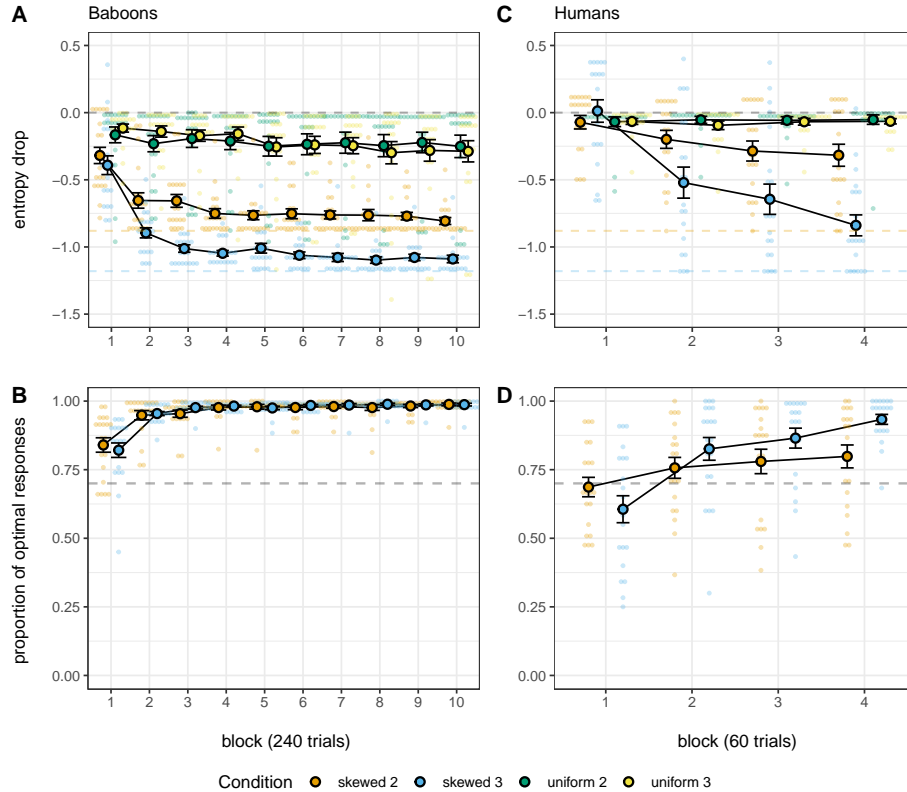 A Baboons
C Humans
entropy drop
0.5
0.0
−0.5
−1.0
−1.5
1 2 3 4 5 6 7 8 9 10
0.5
0.0
−0.5
−1.0
−1.5
1 2 3 4
B
D
proportion of optimal responses
1.00
0.75
0.50
0.25
0.00
1 2 3 4 5 6 7 8 9 10
block (240 trials)
1.00
0.75
0.50
0.25
0.00
1 2 3 4
block (60 trials)
Condition skewed 2 skewed 3 uniform 2 uniform 3